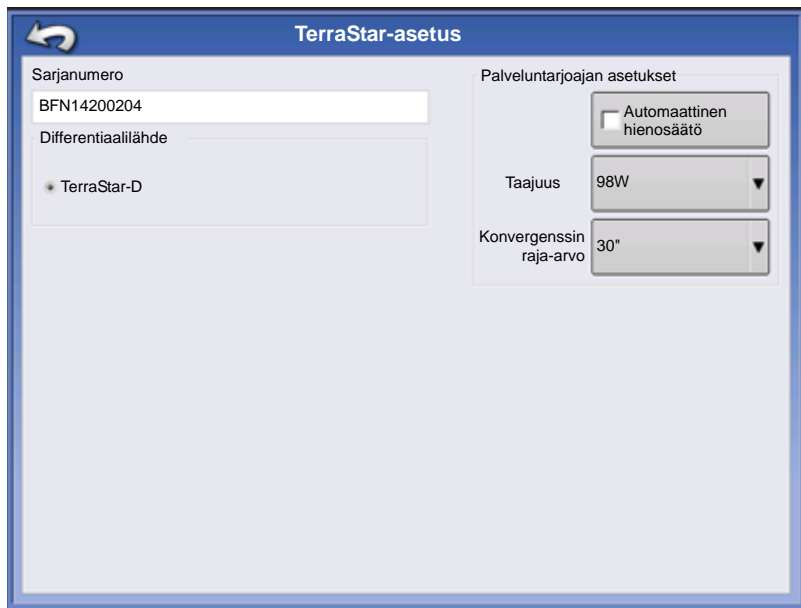 TerraStar-asetus
Sarjanumero
BFN14200204
Differentiaalilähde
TerraStar-D
Palveluntarjoajan asetukset
Automaattinen
hienosäätö
Taajuus
98W
Konvergenssin
raja-arvo
30"